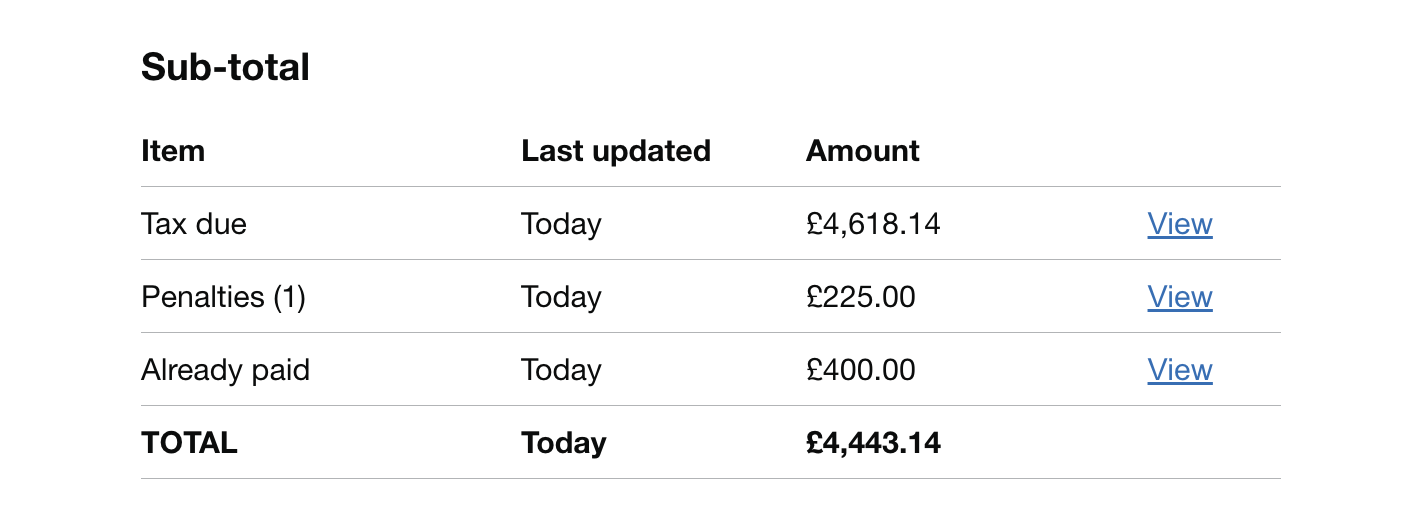 Sub-total
Item Last updated Amount
Tax due Today £4,618.14 View
Penalties (1) Today £225.00 View
Already paid Today £400.00 View
TOTAL Today £4,443.14